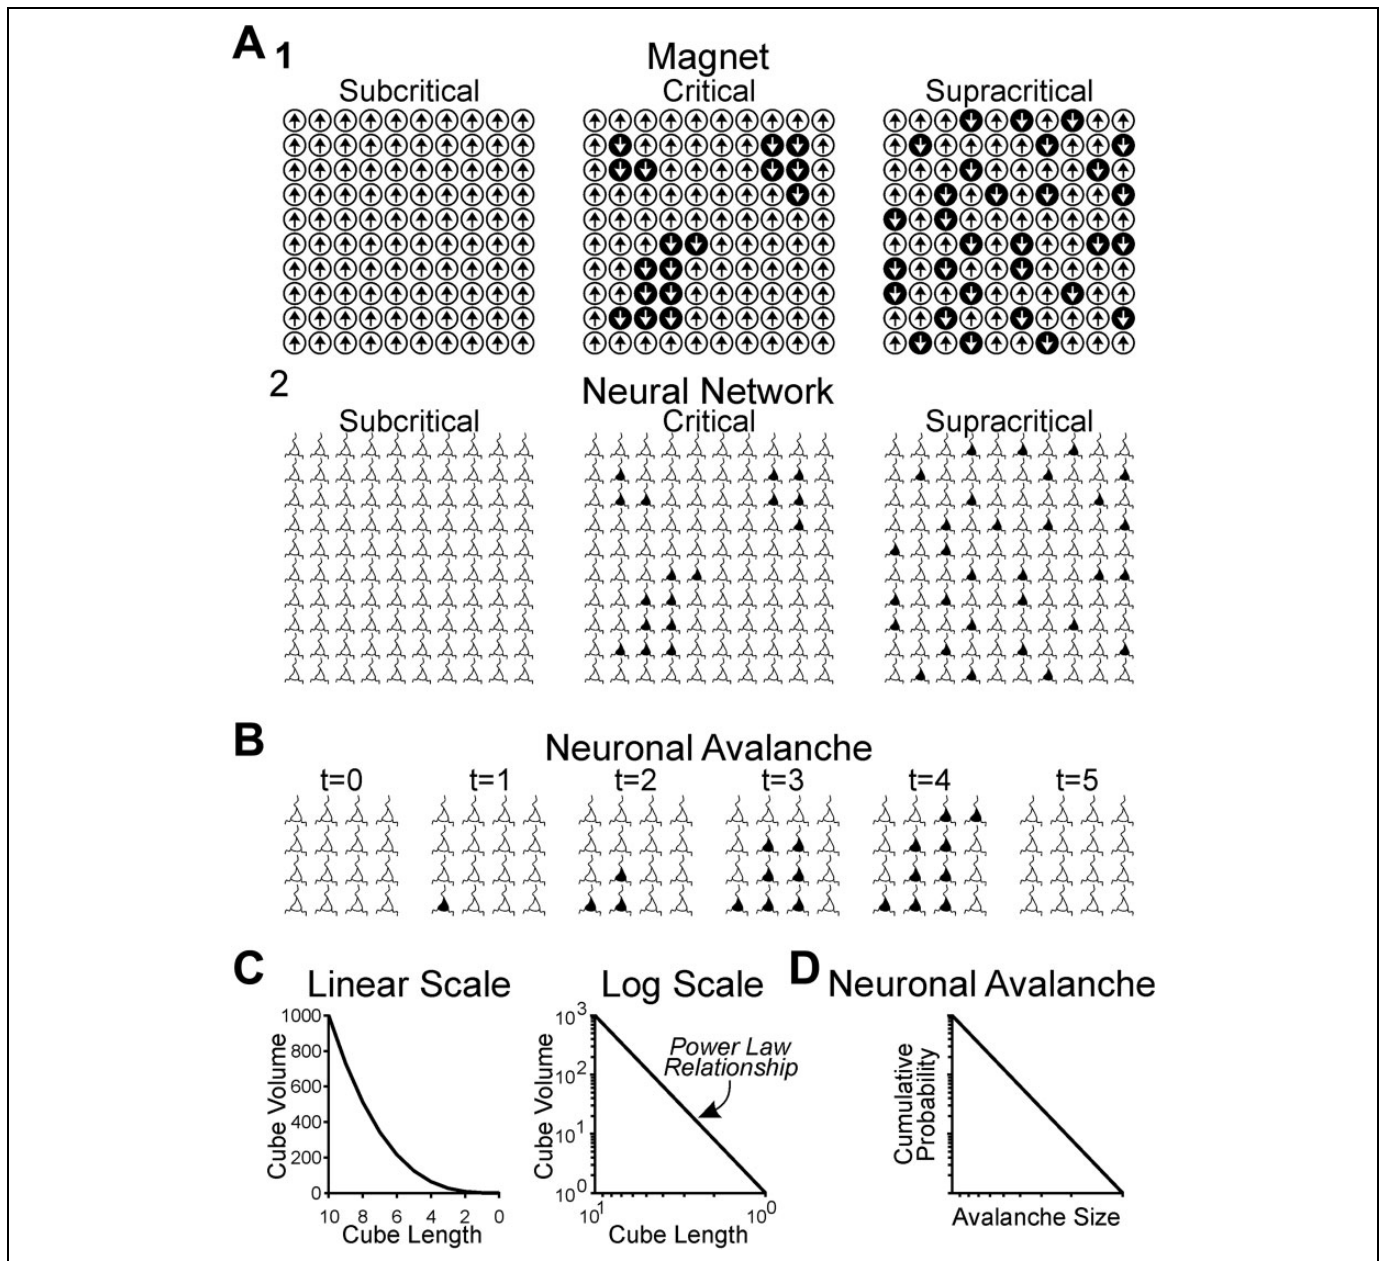 A 1
Magnet
Subcritical Critical Supracritical
2
Neural Network
Subcritical Critical Supracritical
B
Neuronal Avalanche
t=0 t=1 t=2 t=3 t=4 t=5
C
Linear Scale
1000
800
600
400
200
0
Cube Volume
10 8 6 4 2 0
Cube Length
Log Scale
10³
10²
10¹
10⁰
Cube Volume
Power Law
Relationship
10¹ 10⁰
Cube Length
D
Neuronal Avalanche
Cumulative
Probability
Avalanche Size